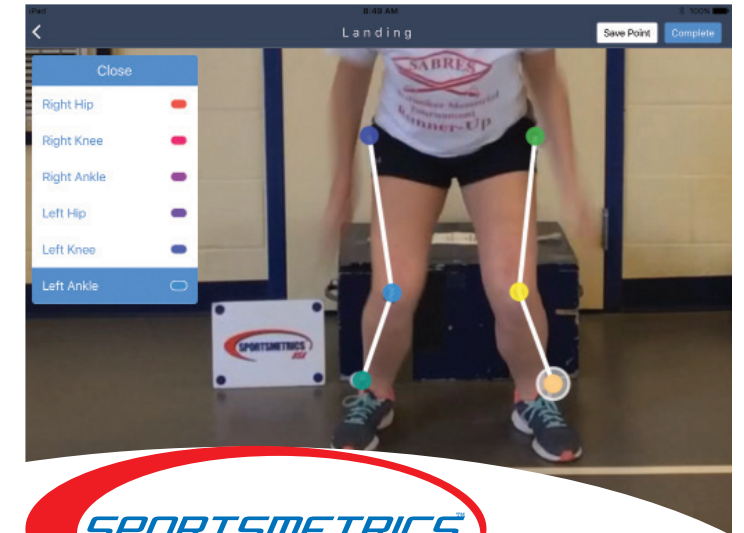 iPad 8:49 AM 100%
Landing
Save Point Complete
Close
Right Hip
Right Knee
Right Ankle
Left Hip
Left Knee
Left Ankle
SABRES
Tournament
Runner-Up
SPORTSMETRICS
SPORTSMETRICS™